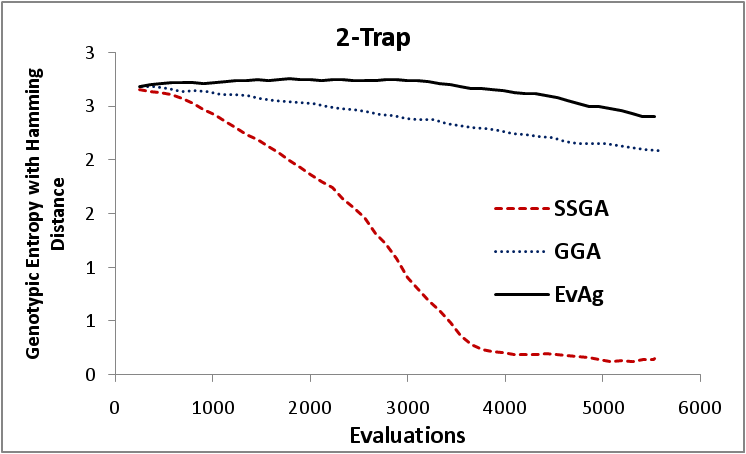 2-Trap
Genotypic Entropy with Hamming
Distance
3
3
2
2
1
1
0
0
1000
2000
3000
4000
5000
6000
SSGA
GGA
EvAg
Evaluations